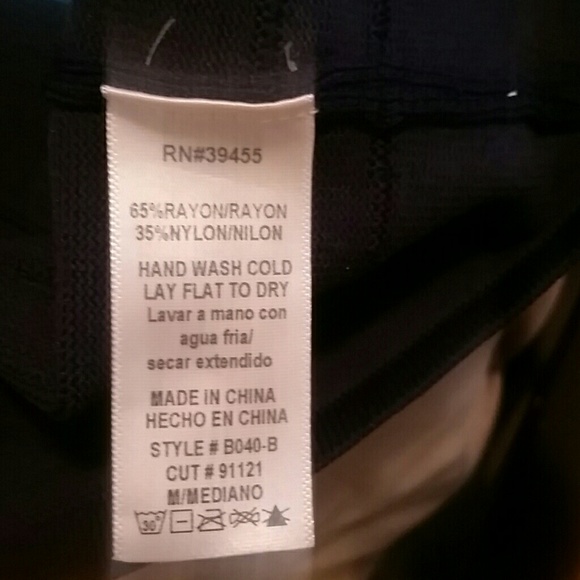 RN#39455
65%RAYON/RAYON
35%NYLON/NILON
HAND WASH COLD
LAY FLAT TO DRY
Lavar a mano con
agua fria/
secar extendido
MADE IN CHINA
HECHO EN CHINA
STYLE # B040-B
CUT # 91121
M/MEDIANO
30°